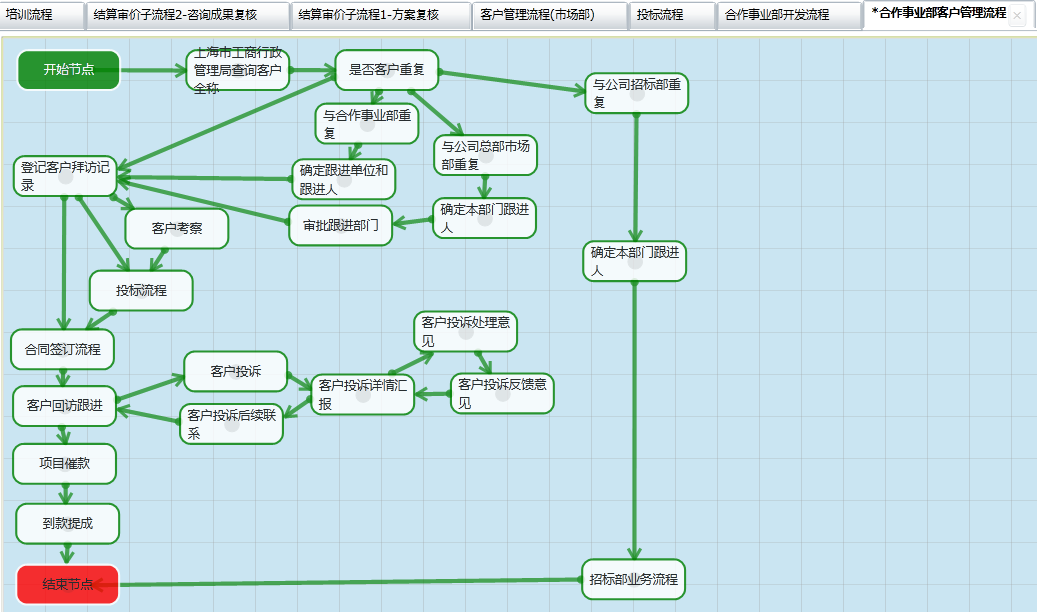 培训流程
结算审价子流程2-咨询成果复核
结算审价子流程1-方案复核
客户管理流程(市场部)
投标流程
合作事业部开发流程
*合作事业部客户管理流程
开始节点
上海市工商行政
管理局查询客户
全称
是否客户重复
与公司招标部重
复
与合作事业部重
复
与公司总部市场
部重复
登记客户拜访记
录
确定跟进单位和
跟进人
确定本部门跟进
人
审批跟进部门
客户考察
确定本部门跟进
人
投标流程
合同签订流程
客户投诉处理意
见
客户投诉
客户投诉详情汇
报
客户投诉反馈意
见
客户回访跟进
客户投诉后续联
系
项目催款
到款提成
结束节点
招标部业务流程